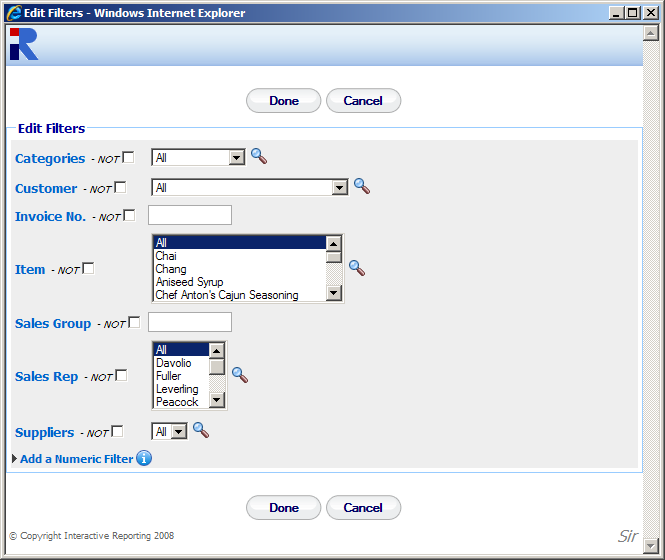 Edit Filters - Windows Internet Explorer
R
Done Cancel
Edit Filters
Categories - NOT All
Customer - NOT All
Invoice No. - NOT
Item - NOT
All
Chai
Chang
Aniseed Syrup
Chef Anton's Cajun Seasoning
Sales Group - NOT
Sales Rep - NOT
All
Davolio
Fuller
Leverling
Peacock
Suppliers - NOT All
Add a Numeric Filter i
Done Cancel
© Copyright Interactive Reporting 2008 Sir